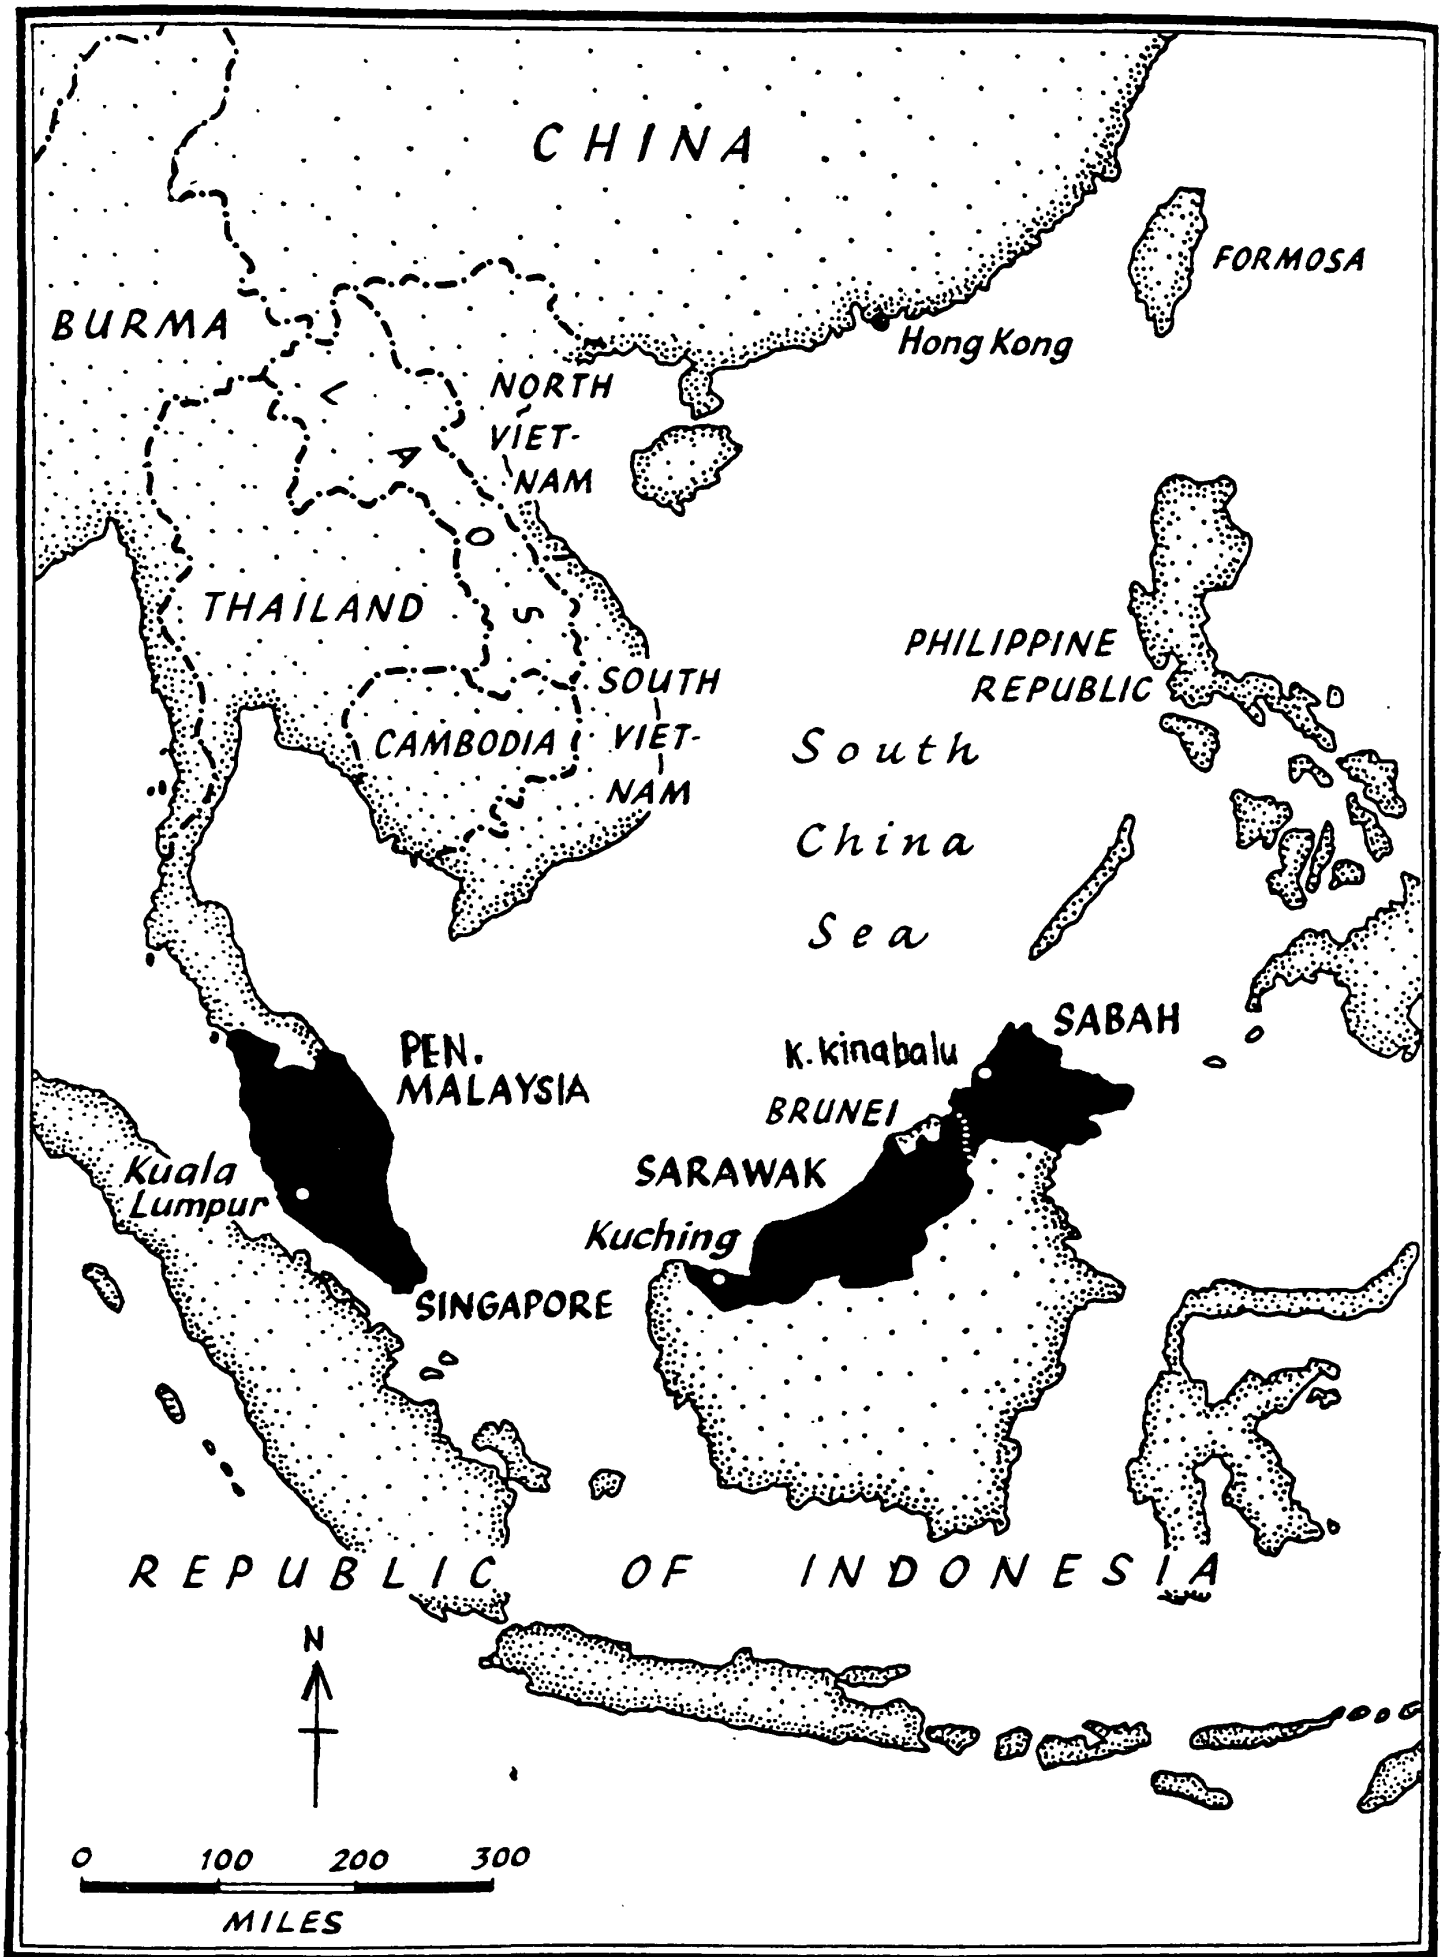 CHINA
FORMOSA
BURMA
Hong Kong
NORTH
VIET-
NAM
LAOS
THAILAND
PHILIPPINE
REPUBLIC
SOUTH
VIET-
NAM
CAMBODIA
South
China
Sea
SABAH
K. Kinabalu
PEN.
MALAYSIA
BRUNEI
SARAWAK
Kuala
Lumpur
Kuching
SINGAPORE
REPUBLIC OF INDONESIA
N
0 100 200 300
MILES